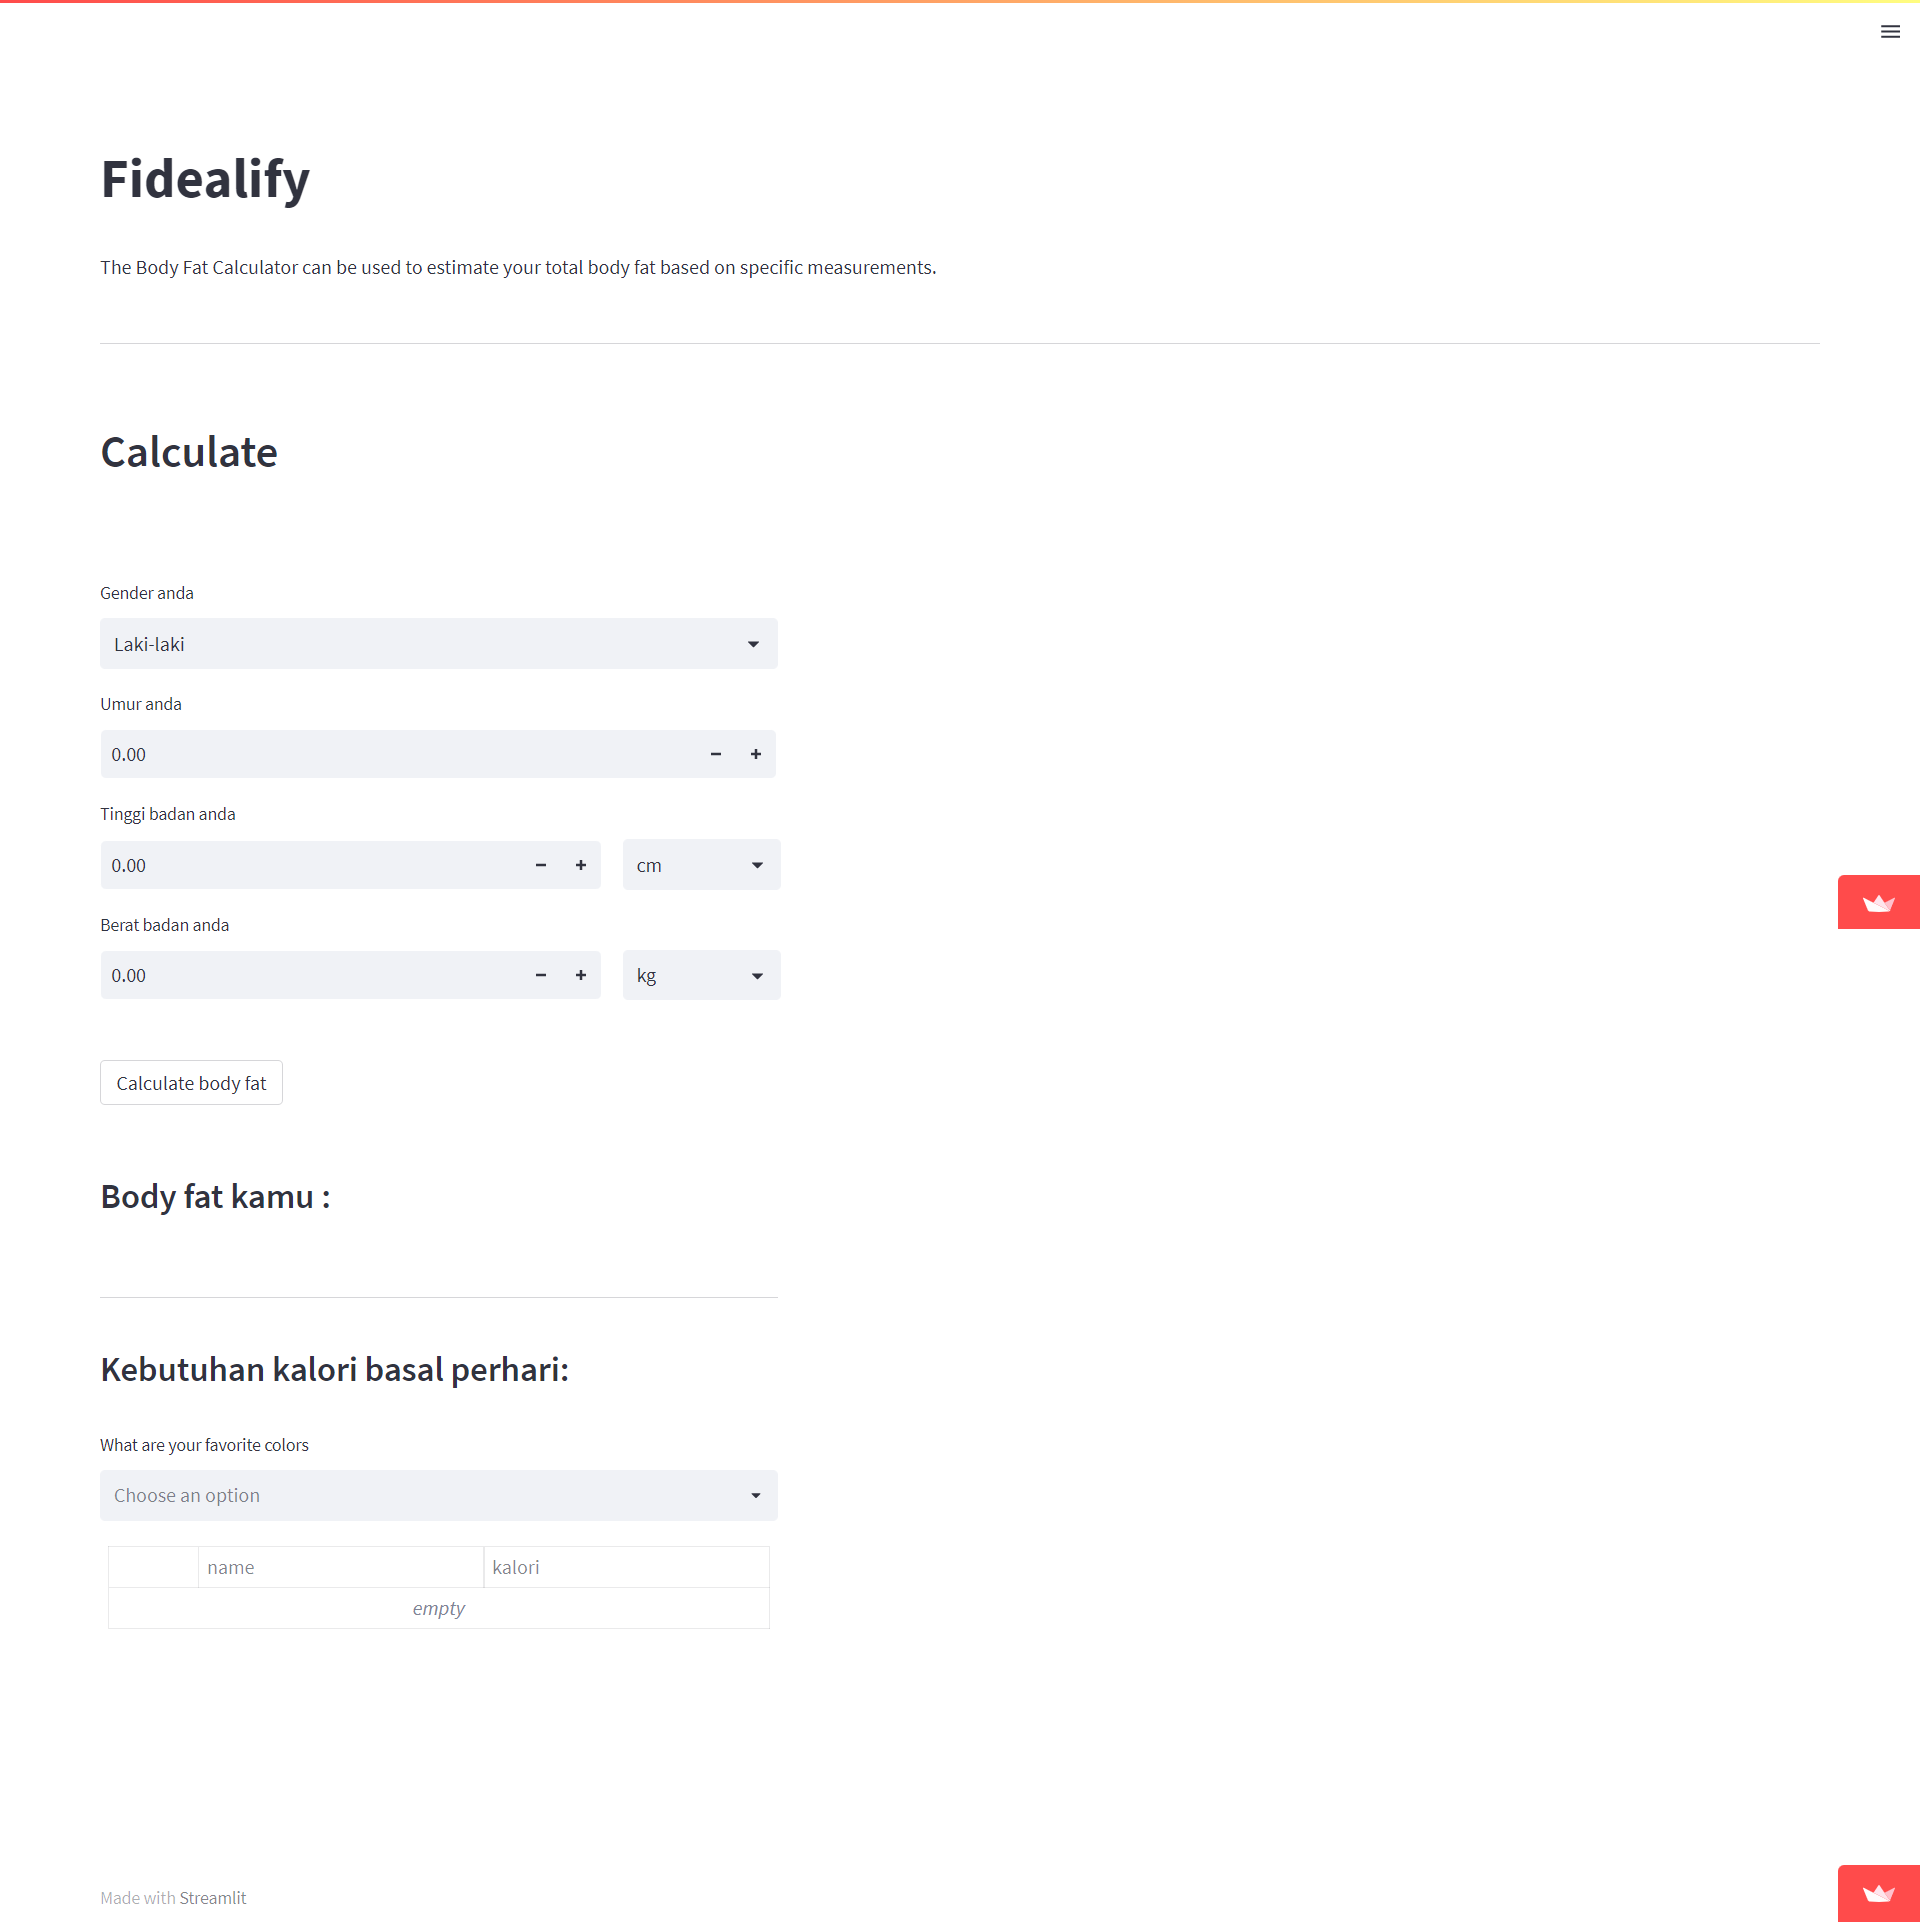 Fidealify
The Body Fat Calculator can be used to estimate your total body fat based on specific measurements.
Calculate
Gender anda
Laki-laki
Umur anda
0.00
Tinggi badan anda
0.00 cm
Berat badan anda
0.00 kg
Calculate body fat
Body fat kamu :
Kebutuhan kalori basal perhari:
What are your favorite colors
Choose an option
name kalori
empty
Made with Streamlit